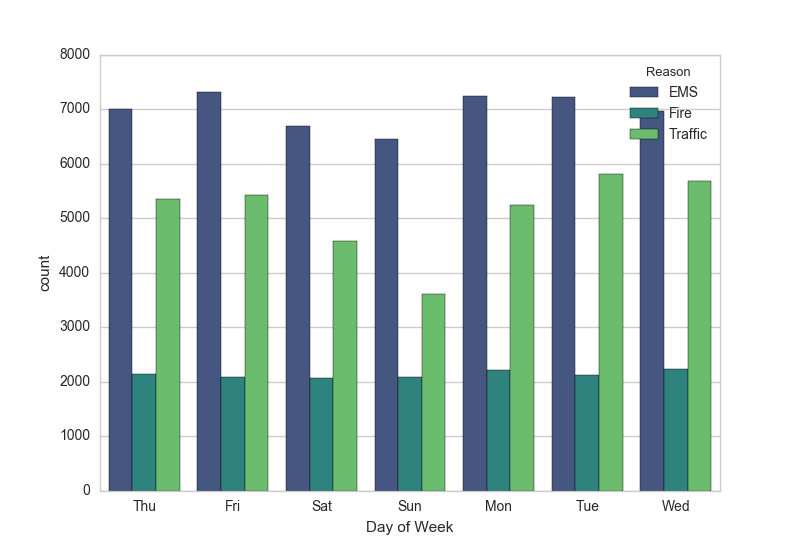 8000
7000
6000
5000
4000
3000
2000
1000
0
count
Reason
EMS
Fire
Traffic
Thu Fri Sat Sun Mon Tue Wed
Day of Week